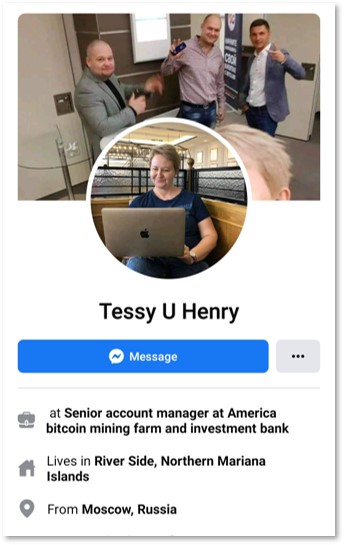 Tessy U Henry
Message
at Senior account manager at America
bitcoin mining farm and investment bank
Lives in River Side, Northern Mariana
Islands
From Moscow, Russia